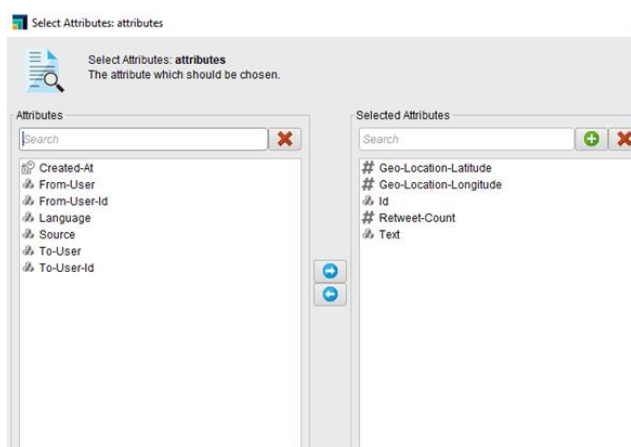 Select Attributes: attributes
Select Attributes: attributes
The attribute which should be chosen.
Attributes
Search
Created-At
From-User
From-User-Id
Language
Source
To-User
To-User-Id
Selected Attributes
Search
Geo-Location-Latitude
Geo-Location-Longitude
Id
Retweet-Count
Text